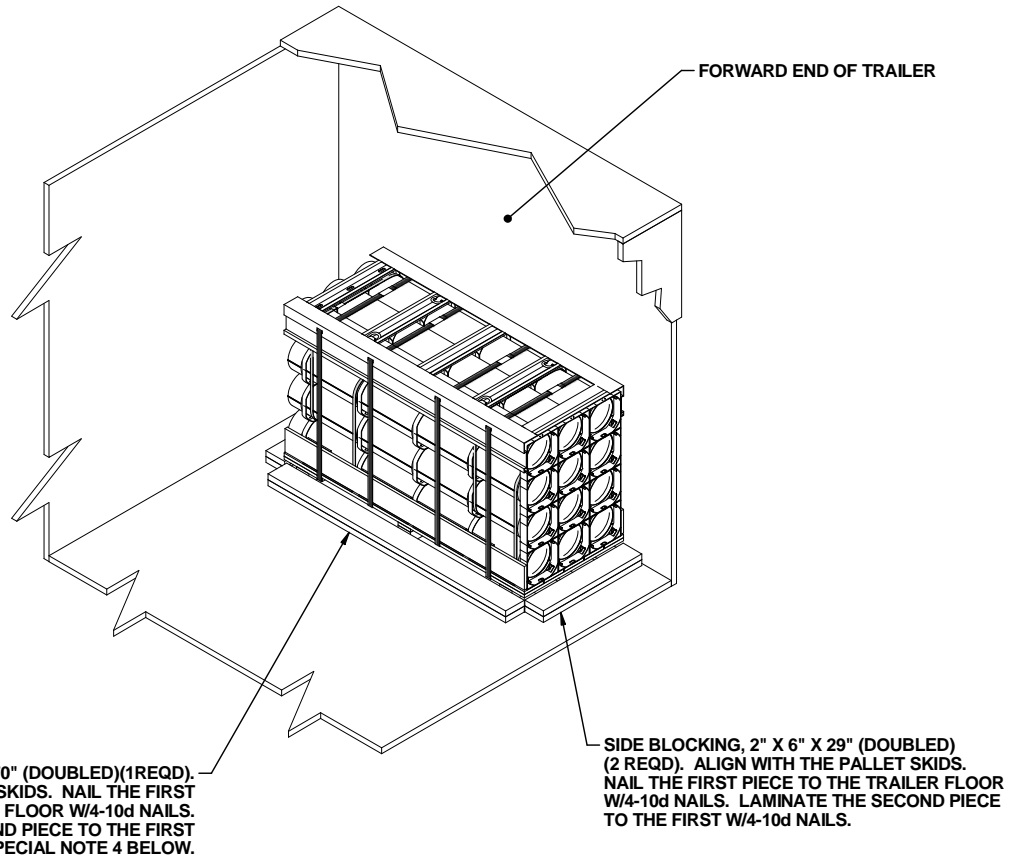 FORWARD END OF TRAILER
0" (DOUBLED)(1REQD).
SKIDS. NAIL THE FIRST
FLOOR W/4-10d NAILS.
PIECE TO THE FIRST
SPECIAL NOTE 4 BELOW.
SIDE BLOCKING, 2" X 6" X 29" (DOUBLED)
(2 REQD). ALIGN WITH THE PALLET SKIDS.
NAIL THE FIRST PIECE TO THE TRAILER FLOOR
W/4-10d NAILS. LAMINATE THE SECOND PIECE
TO THE FIRST W/4-10d NAILS.